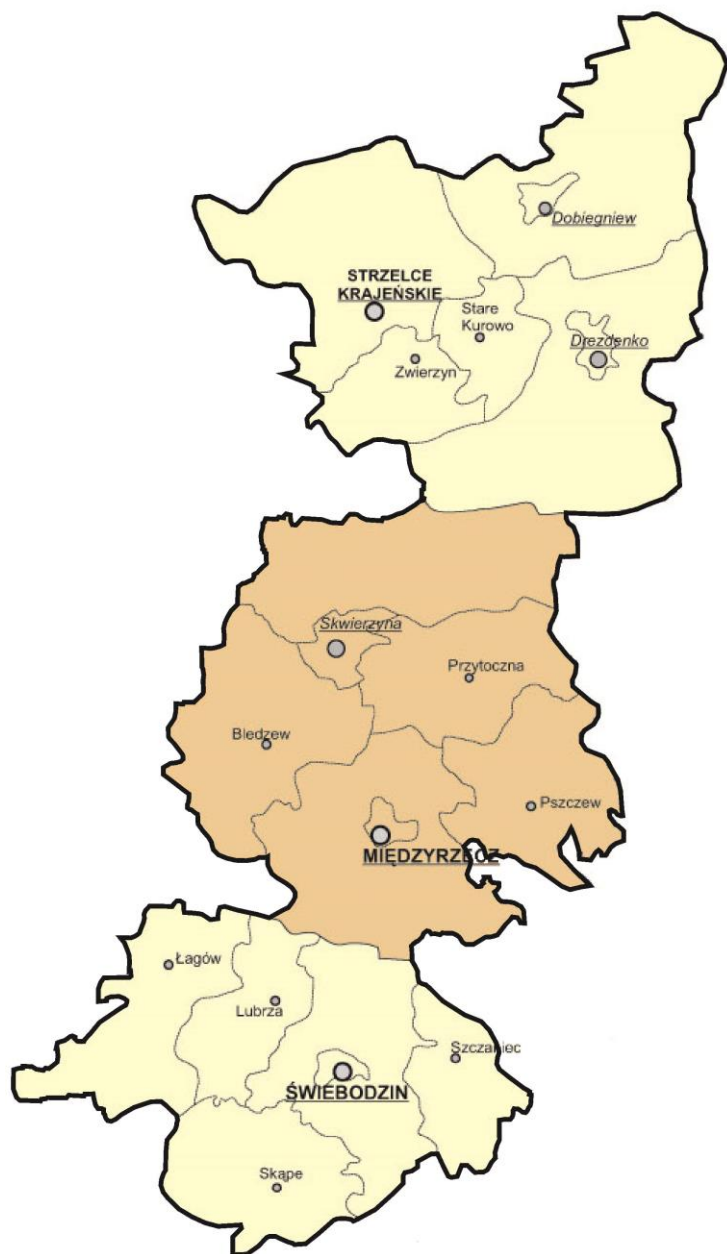 Dobiegniew
STRZELCE
KRAJEŃSKIE
Stare
Kurowo
Drezdenko
Zwierzyn
Skwierzyna
Przytoczna
Bledzew
Pszczew
MIĘDZYRZECZ
Łagów
Lubrza
Szczaniec
ŚWIEBODZIN
Skąpe